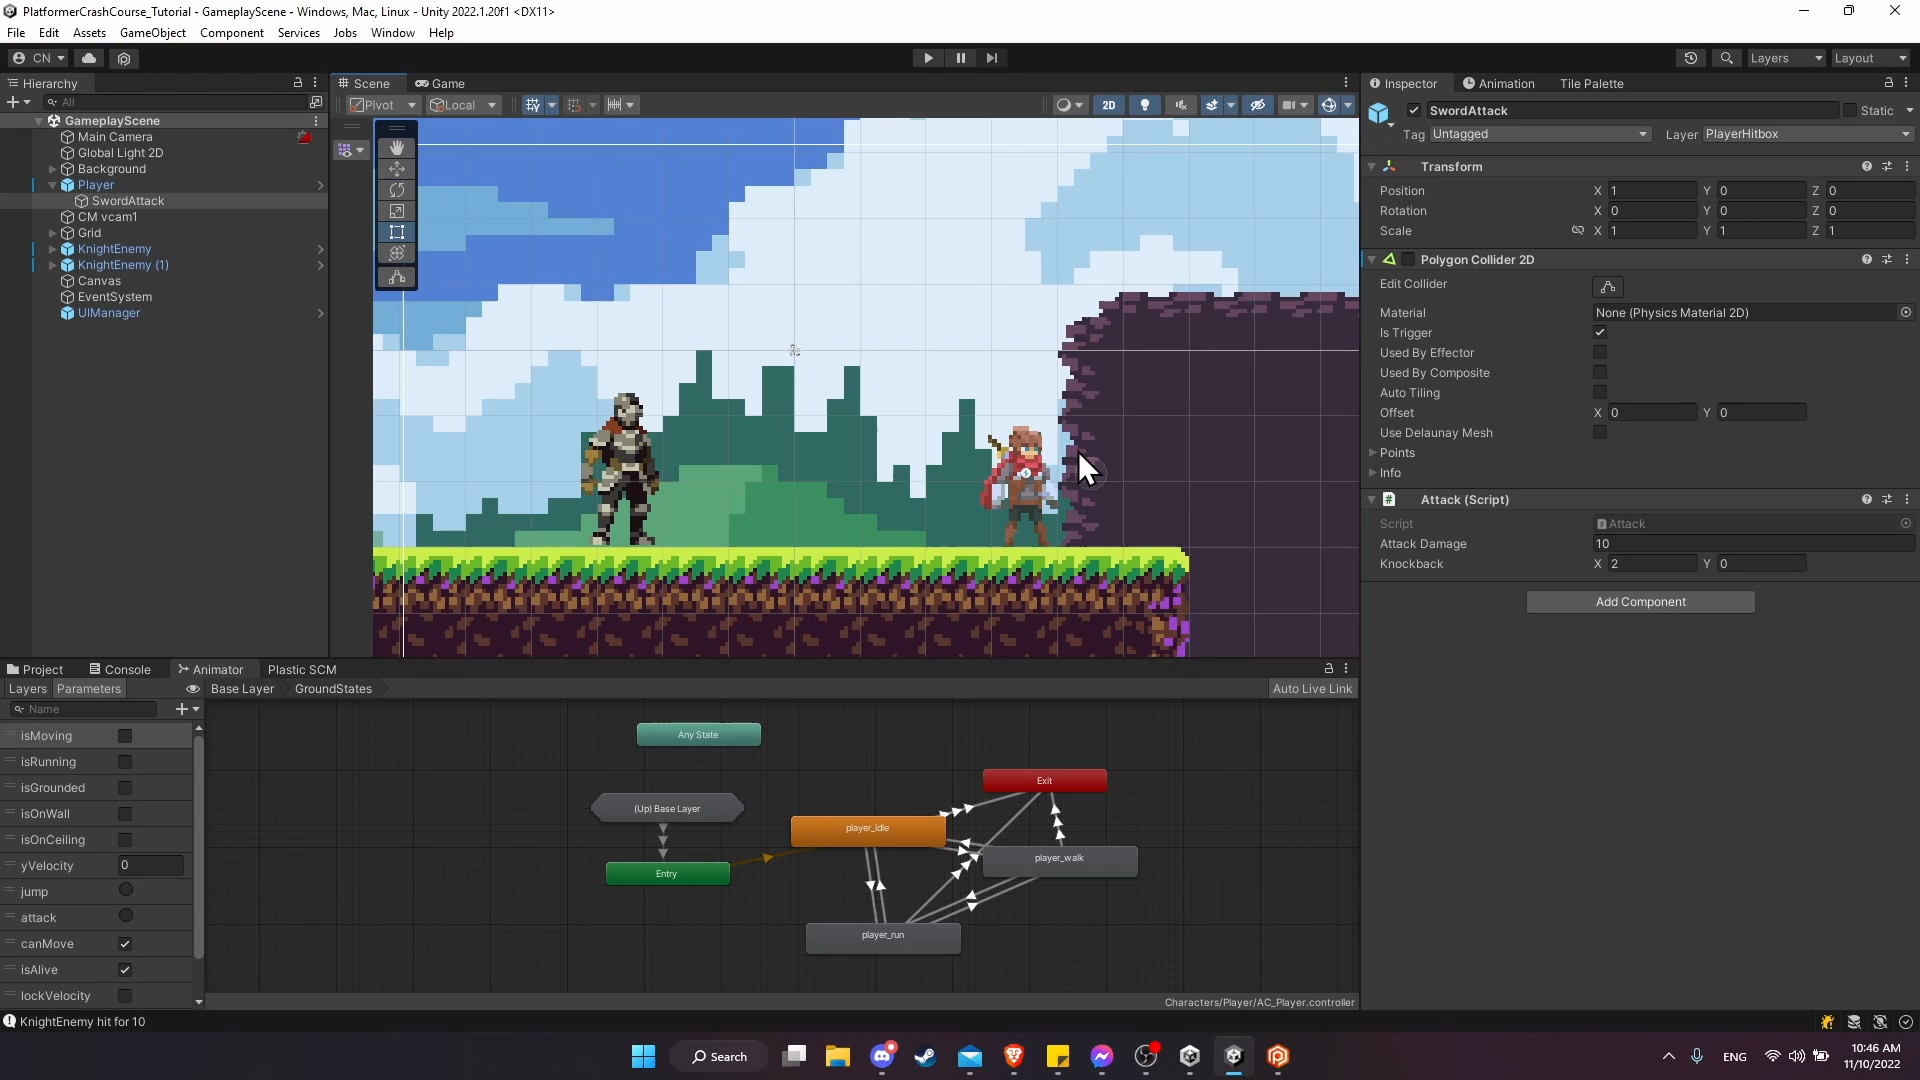 PlatformerCrashCourse_Tutorial - GameplayScene - Windows, Mac, Linux - Unity 2022.1.20f1 <DX11>
File Edit Assets GameObject Component Services Jobs Window Help
CN Layers Layout
Hierarchy
All
GameplayScene
Main Camera
Global Light 2D
Background
Player
SwordAttack
CM vcam1
Grid
KnightEnemy
KnightEnemy (1)
Canvas
EventSystem
UIManager
Scene Game
Pivot Local 2D
Inspector Animation Tile Palette
SwordAttack Static
Tag Untagged Layer PlayerHitbox
Transform
Position X 1 Y 0 Z 0
Rotation X 0 Y 0 Z 0
Scale X 1 Y 1 Z 1
Polygon Collider 2D
Edit Collider
Material None (Physics Material 2D)
Is Trigger
Used By Effector
Used By Composite
Auto Tiling
Offset X 0 Y 0
Use Delaunay Mesh
Points
Info
Attack (Script)
Script Attack
Attack Damage 10
Knockback X 2 Y 0
Add Component
Project Console Animator Plastic SCM
Layers Parameters Base Layer GroundStates Auto Live Link
Name
isMoving
isRunning
isGrounded
isOnWall
isOnCeiling
yVelocity 0
jump
attack
canMove
isAlive
lockVelocity
Any State
Exit
(Up) Base Layer
player_idle
player_walk
Entry
player_run
Characters/Player/AC_Player.controller
KnightEnemy hit for 10
Search
ENG
10:46 AM
11/10/2022